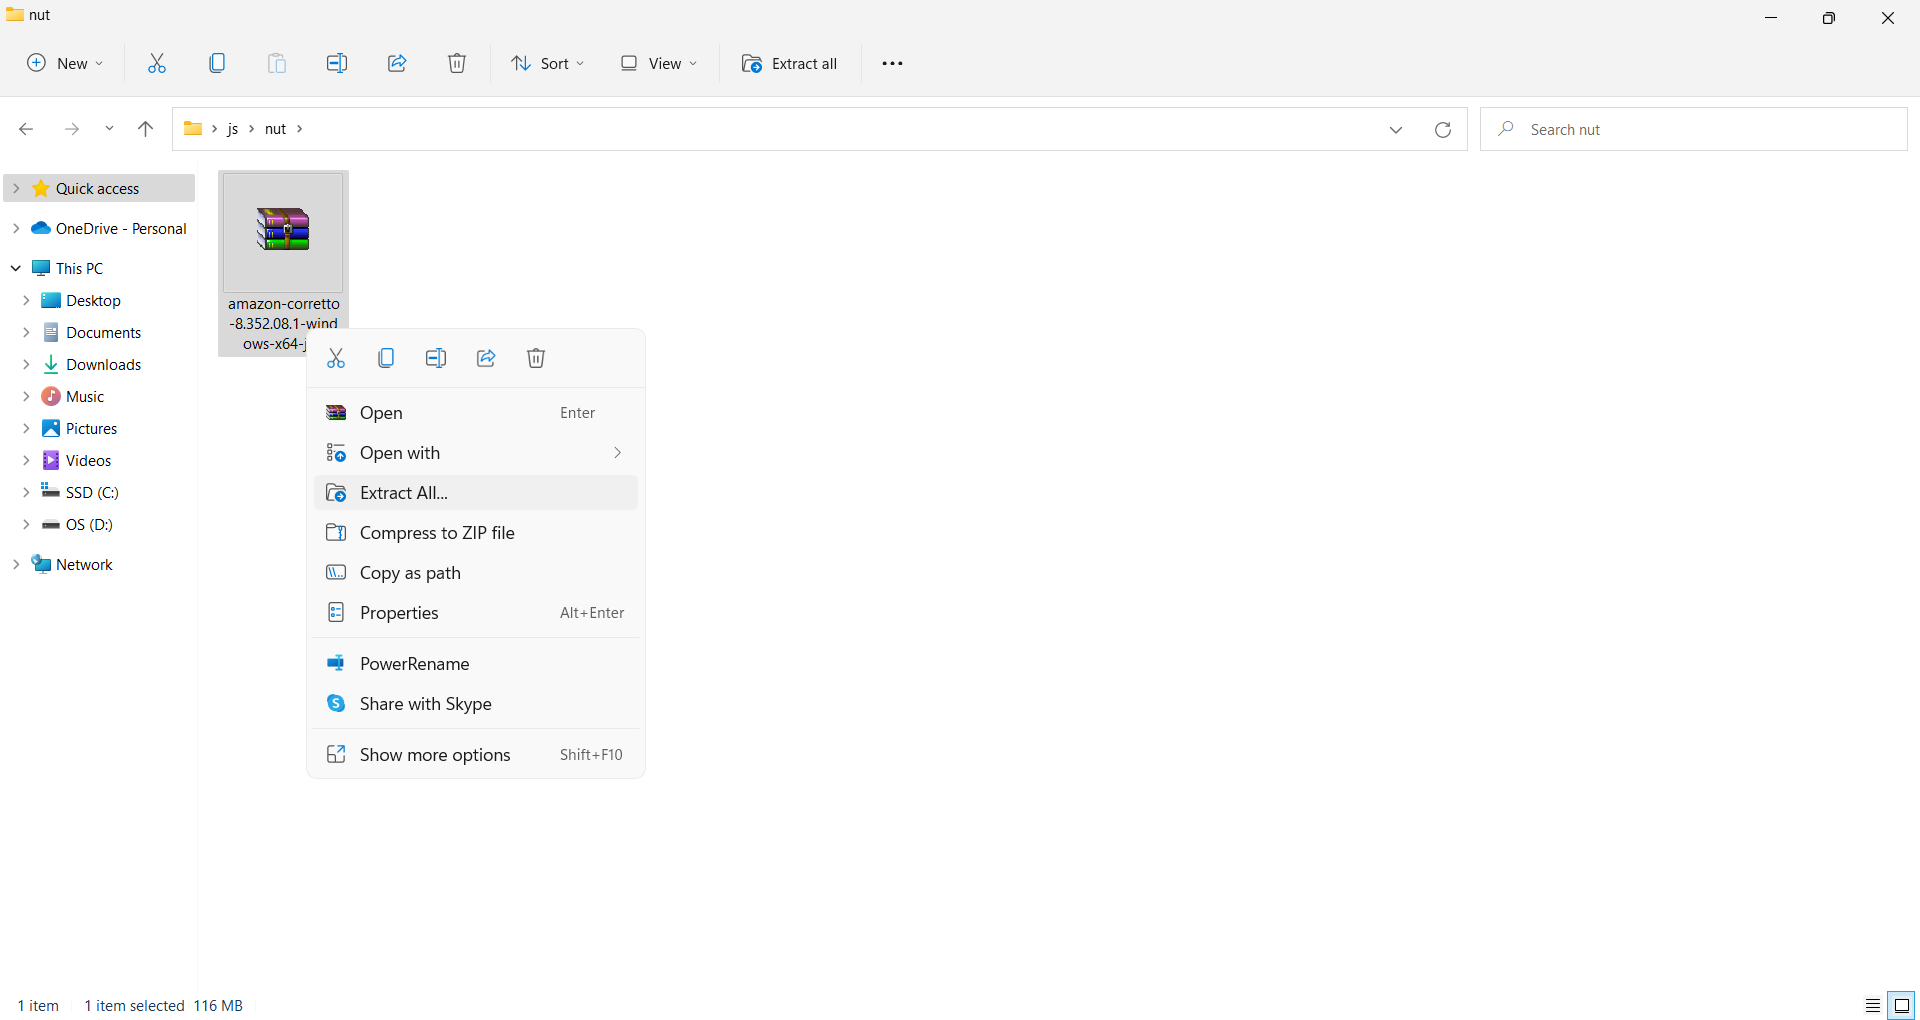 nut
New
Sort
View
Extract all
js
nut
Search nut
Quick access
OneDrive - Personal
This PC
Desktop
Documents
Downloads
Music
Pictures
Videos
SSD (C:)
OS (D:)
Network
amazon-corretto
-8.352.08.1-wind
ows-x64-j
Open Enter
Open with
Extract All...
Compress to ZIP file
\\..
Copy as path
Properties Alt+Enter
PowerRename
S
Share with Skype
Show more options Shift+F10
1 item 1 item selected 116 MB